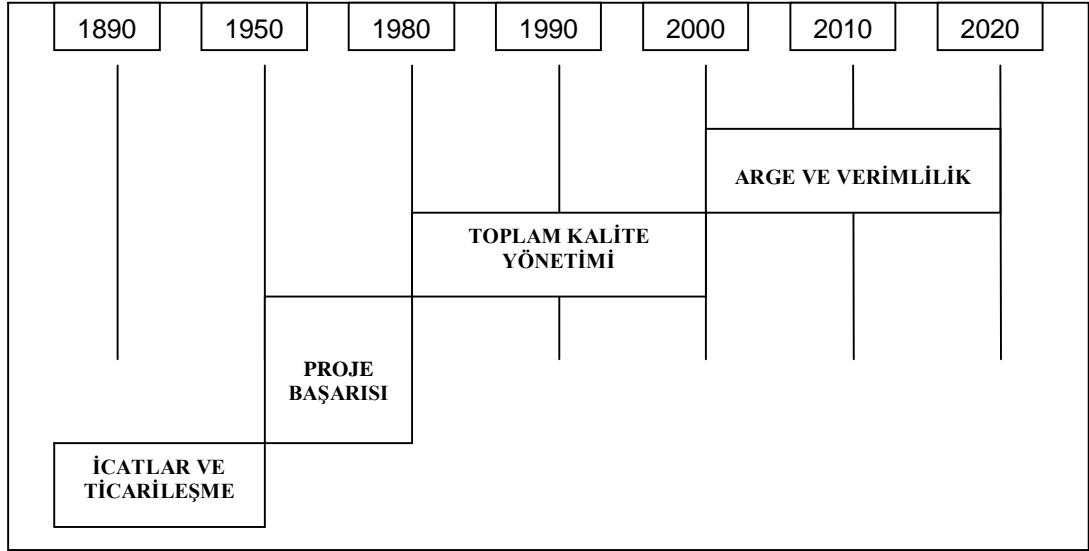 1890 1950 1980 1990 2000 2010 2020
ARGE VE VERİMLİLİK
TOPLAM KALİTE
YÖNETİMİ
PROJE
BAŞARISI
İCATLAR VE
TİCARİLEŞME